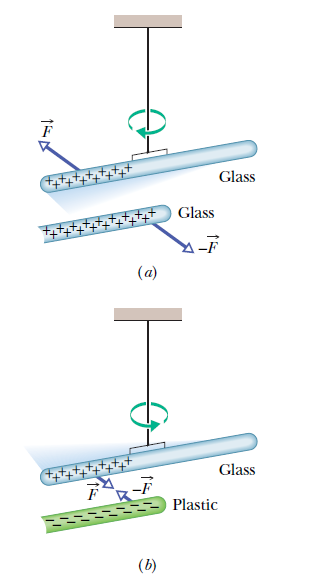 F
+++++++++++++
Glass
+++++++++++++++
Glass
–F
(a)
+++++++++++++
Glass
F
–F
Plastic
– – – – – – – – – – – –
(b)